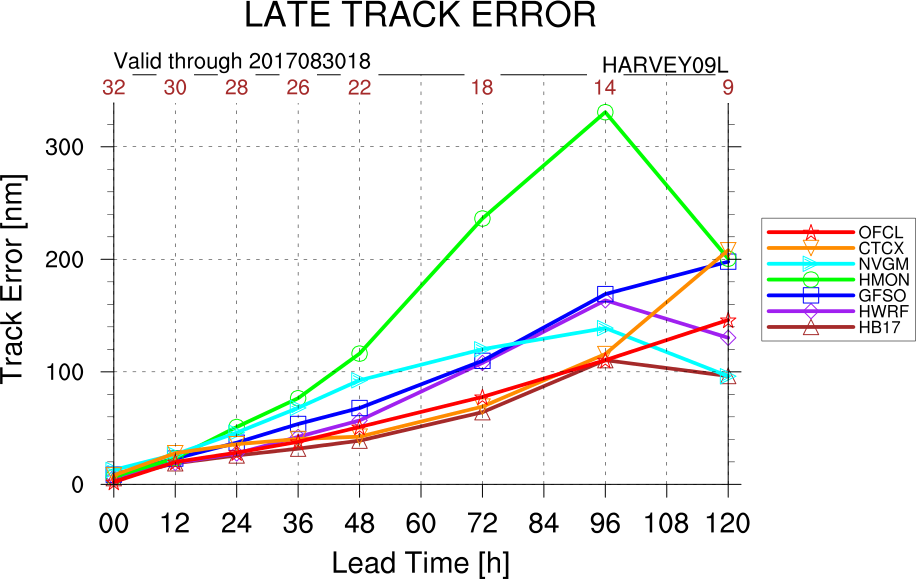 LATE TRACK ERROR
Valid through 2017083018
HARVEY09L
32 30 28 26 22 18 14 9
300
200
100
0
Track Error [nm]
00 12 24 36 48 60 72 84 96 108 120
Lead Time [h]
OFCL
CTCX
NVGM
HMON
GFSO
HWRF
HB17